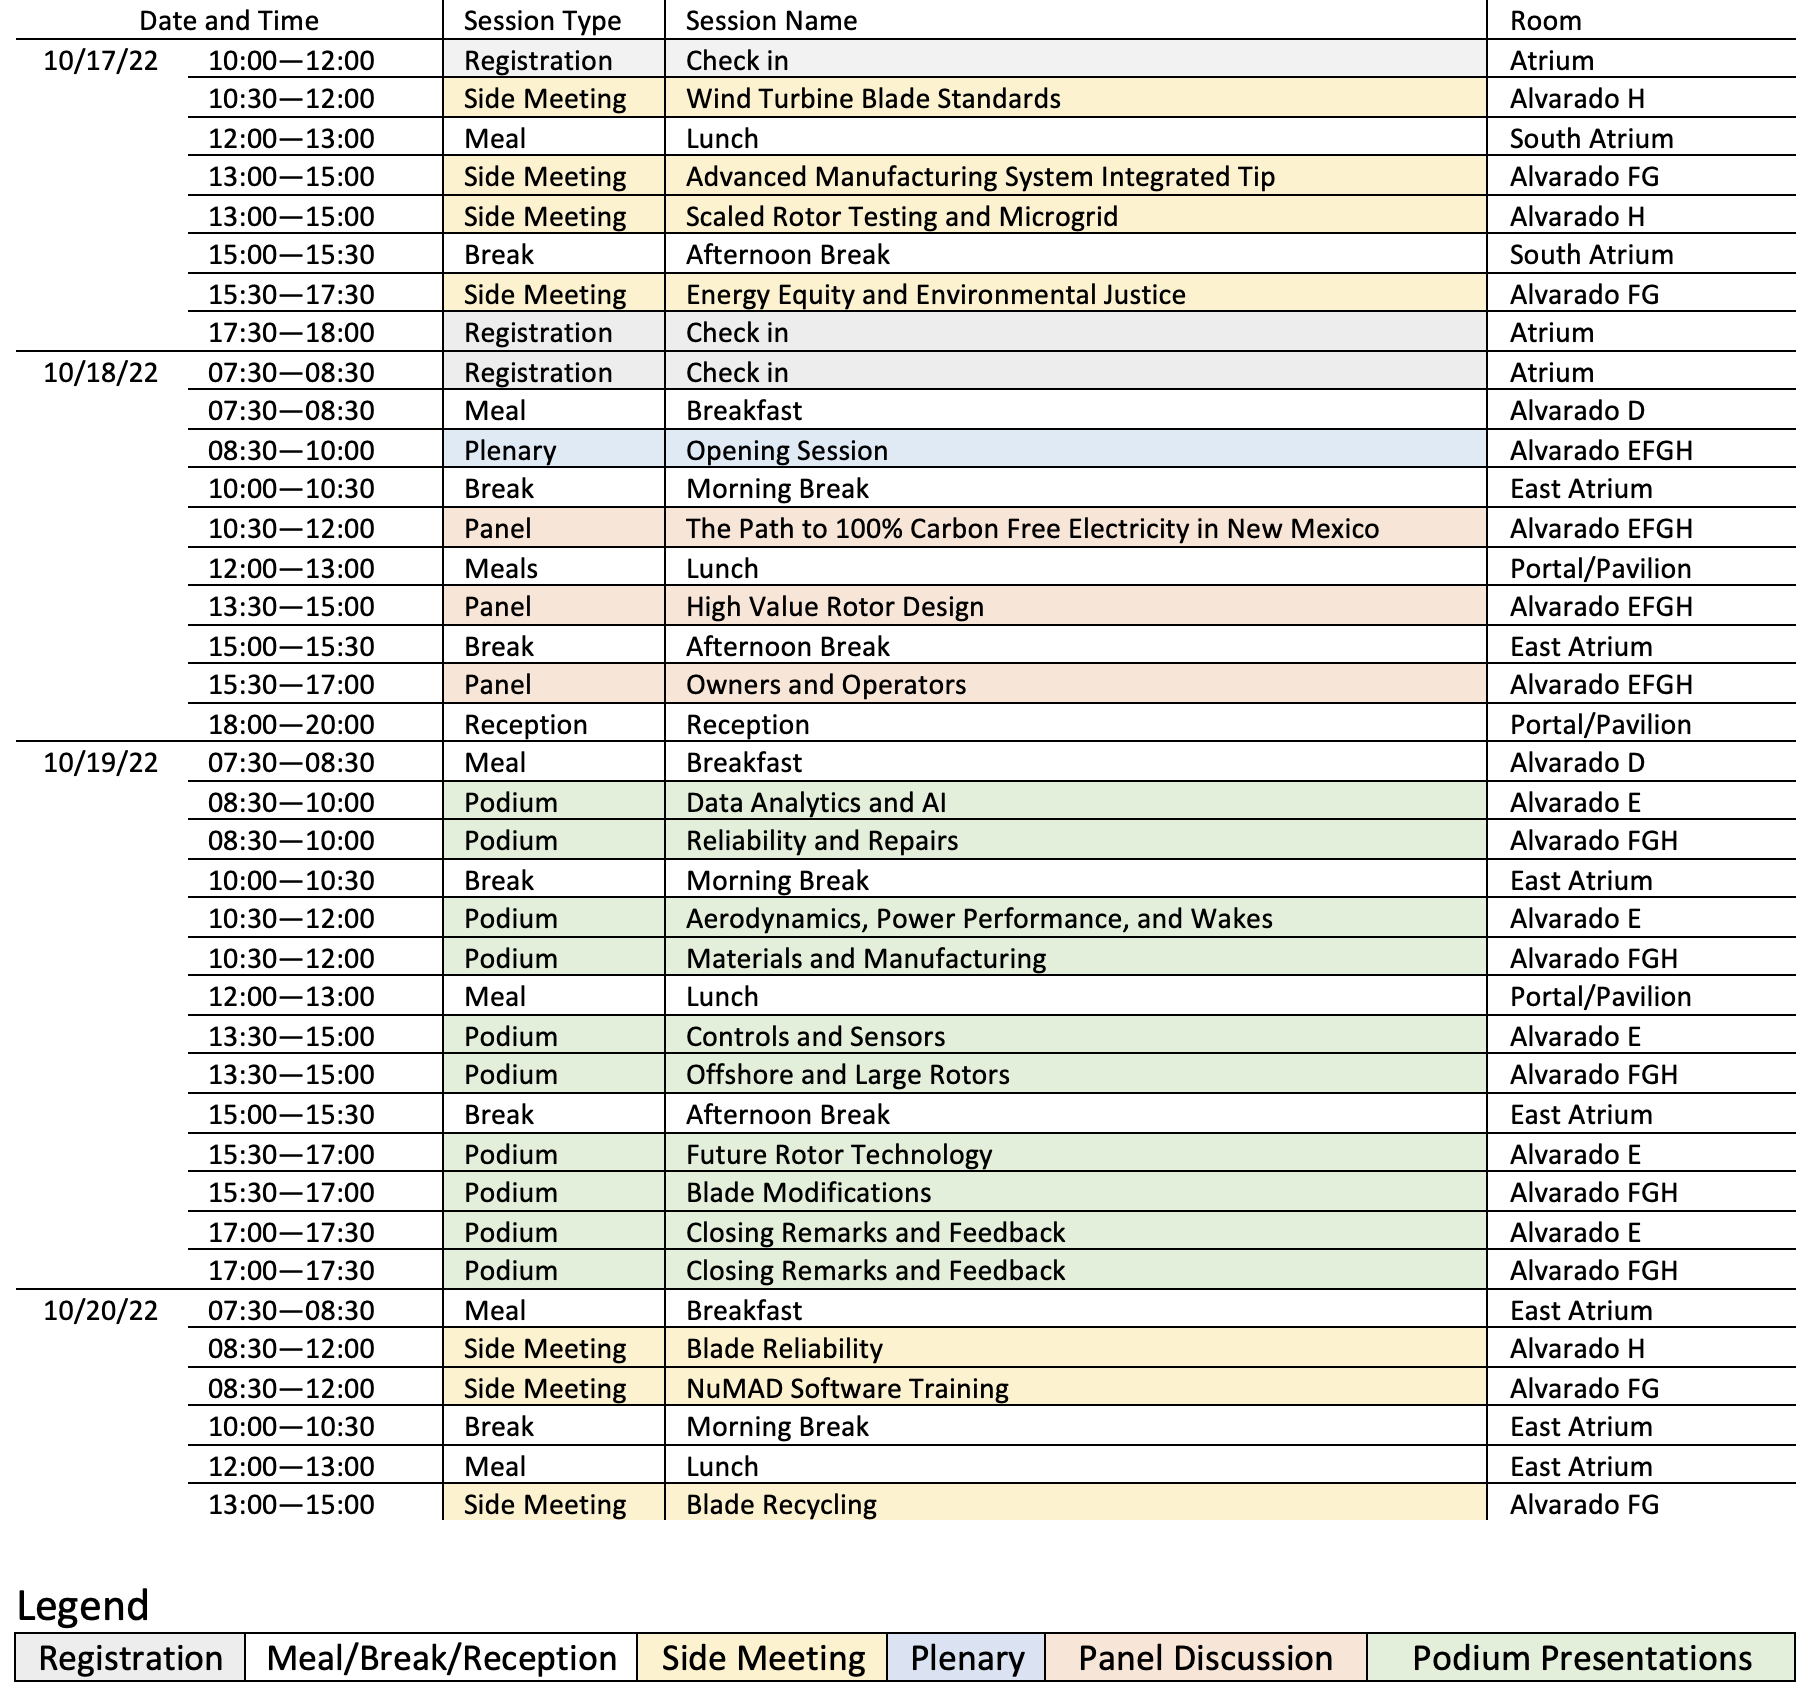 Date and Time Session Type Session Name Room
10/17/22 10:00—12:00 Registration Check in Atrium
10:30—12:00 Side Meeting Wind Turbine Blade Standards Alvarado H
12:00—13:00 Meal Lunch South Atrium
13:00—15:00 Side Meeting Advanced Manufacturing System Integrated Tip Alvarado FG
13:00—15:00 Side Meeting Scaled Rotor Testing and Microgrid Alvarado H
15:00—15:30 Break Afternoon Break South Atrium
15:30—17:30 Side Meeting Energy Equity and Environmental Justice Alvarado FG
17:30—18:00 Registration Check in Atrium
10/18/22 07:30—08:30 Registration Check in Atrium
07:30—08:30 Meal Breakfast Alvarado D
08:30—10:00 Plenary Opening Session Alvarado EFGH
10:00—10:30 Break Morning Break East Atrium
10:30—12:00 Panel The Path to 100% Carbon Free Electricity in New Mexico Alvarado EFGH
12:00—13:00 Meals Lunch Portal/Pavilion
13:30—15:00 Panel High Value Rotor Design Alvarado EFGH
15:00—15:30 Break Afternoon Break East Atrium
15:30—17:00 Panel Owners and Operators Alvarado EFGH
18:00—20:00 Reception Reception Portal/Pavilion
10/19/22 07:30—08:30 Meal Breakfast Alvarado D
08:30—10:00 Podium Data Analytics and AI Alvarado E
08:30—10:00 Podium Reliability and Repairs Alvarado FGH
10:00—10:30 Break Morning Break East Atrium
10:30—12:00 Podium Aerodynamics, Power Performance, and Wakes Alvarado E
10:30—12:00 Podium Materials and Manufacturing Alvarado FGH
12:00—13:00 Meal Lunch Portal/Pavilion
13:30—15:00 Podium Controls and Sensors Alvarado E
13:30—15:00 Podium Offshore and Large Rotors Alvarado FGH
15:00—15:30 Break Afternoon Break East Atrium
15:30—17:00 Podium Future Rotor Technology Alvarado E
15:30—17:00 Podium Blade Modifications Alvarado FGH
17:00—17:30 Podium Closing Remarks and Feedback Alvarado E
17:00—17:30 Podium Closing Remarks and Feedback Alvarado FGH
10/20/22 07:30—08:30 Meal Breakfast East Atrium
08:30—12:00 Side Meeting Blade Reliability Alvarado H
08:30—12:00 Side Meeting NuMAD Software Training Alvarado FG
10:00—10:30 Break Morning Break East Atrium
12:00—13:00 Meal Lunch East Atrium
13:00—15:00 Side Meeting Blade Recycling Alvarado FG
Legend
Registration Meal/Break/Reception Side Meeting Plenary Panel Discussion Podium Presentations